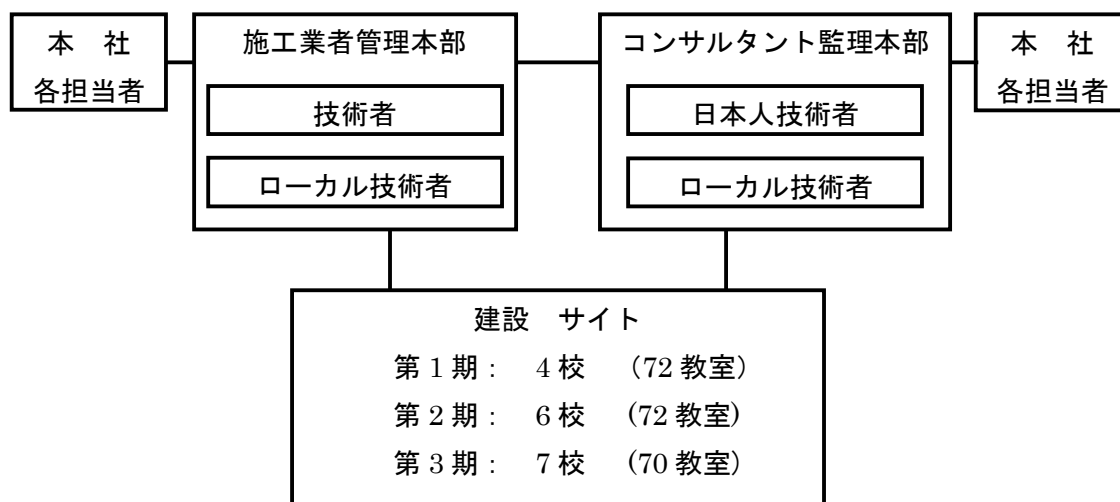 本　社
各担当者
施工業者管理本部
技術者
ローカル技術者
コンサルタント監理本部
日本人技術者
ローカル技術者
本　社
各担当者
建設　サイト
第 1 期：　4 校　（72 教室）
第 2 期：　6 校　(72 教室)
第 3 期：　7 校　(70 教室）